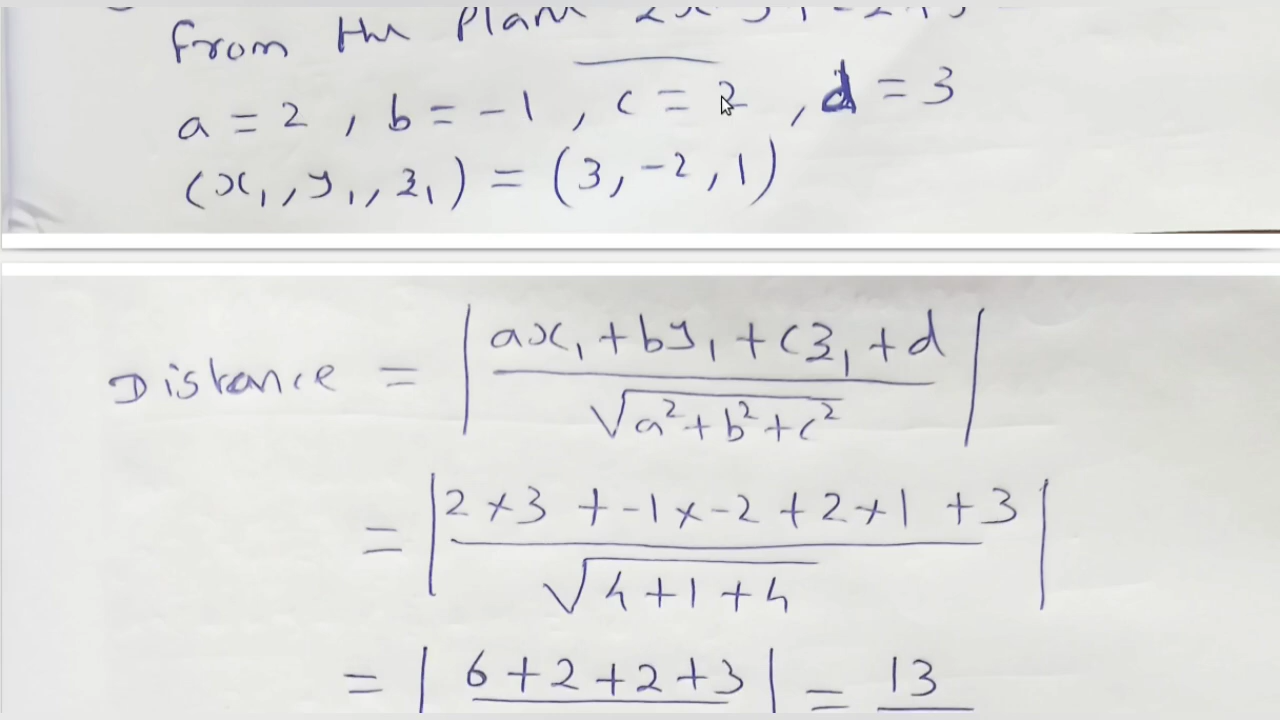 from the plane
a = 2 , b = -1 , c = 2 , d = 3
(x₁ , y₁ , z₁) = (3, -2, 1)
Distance = | ax₁ + by₁ + cz₁ + d / √a² + b² + c² |
= | 2 × 3 + -1 × -2 + 2 × 1 + 3 / √4 + 1 + 4 |
= | 6 + 2 + 2 + 3 | = 13